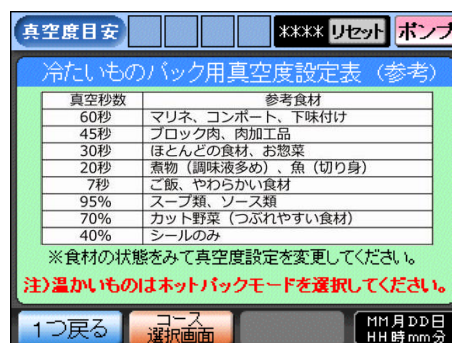 真空度目安 **** リセット ポンプ
冷たいものパック用真空度設定表（参考）
真空秒数 参考食材
60秒 マリネ、コンポート、下味付け
45秒 ブロック肉、肉加工品
30秒 ほとんどの食材、お惣菜
20秒 煮物（調味液多め）、魚（切り身）
7秒 ご飯、やわらかい食材
95% スープ類、ソース類
70% カット野菜（つぶれやすい食材）
40% シールのみ
※食材の状態をみて真空度設定を変更してください。
注）温かいものはホットパックモードを選択してください。
1つ戻る コース MM月DD日
選択画面 HH時mm分